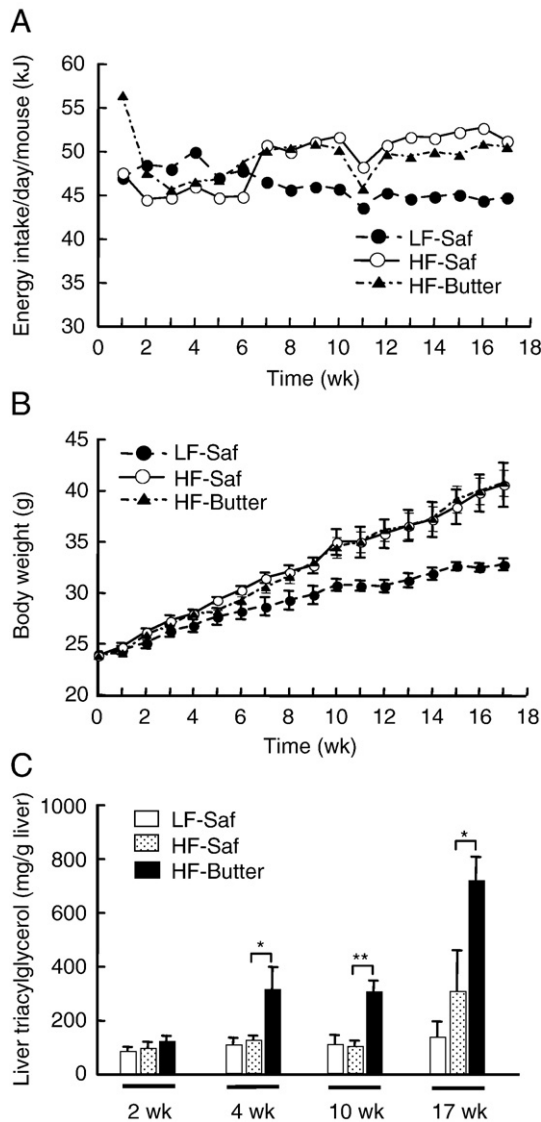 A
Energy intake/day/mouse (kJ)
60
55
50
45
40
35
30
LF-Saf
HF-Saf
HF-Butter
0 2 4 6 8 10 12 14 16 18
Time (wk)
B
Body weight (g)
45
40
35
30
25
20
LF-Saf
HF-Saf
HF-Butter
0 2 4 6 8 10 12 14 16 18
Time (wk)
C
Liver triacylglycerol (mg/g liver)
1000
800
600
400
200
0
LF-Saf
HF-Saf
HF-Butter
*
**
*
2 wk 4 wk 10 wk 17 wk